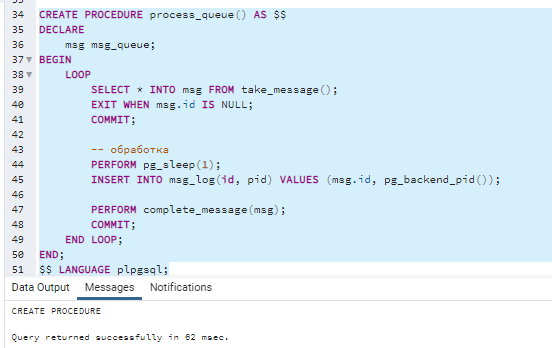 34 CREATE PROCEDURE process_queue() AS $$
35 DECLARE
36 msg msg_queue;
37 BEGIN
38 LOOP
39 SELECT * INTO msg FROM take_message();
40 EXIT WHEN msg.id IS NULL;
41 COMMIT;
42
43 -- обработка
44 PERFORM pg_sleep(1);
45 INSERT INTO msg_log(id, pid) VALUES (msg.id, pg_backend_pid());
46
47 PERFORM complete_message(msg);
48 COMMIT;
49 END LOOP;
50 END;
51 $$ LANGUAGE plpgsql;
Data Output Messages Notifications
CREATE PROCEDURE
Query returned successfully in 62 msec.